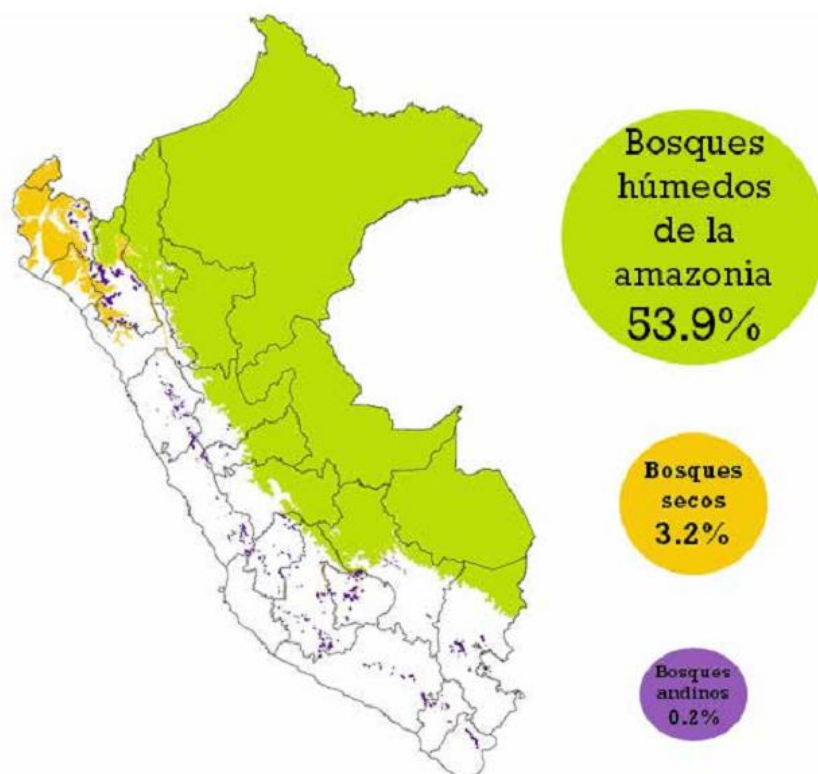 Bosques
húmedos
de la
amazonia
53.9%
Bosques
secos
3.2%
Bosques
andinos
0.2%